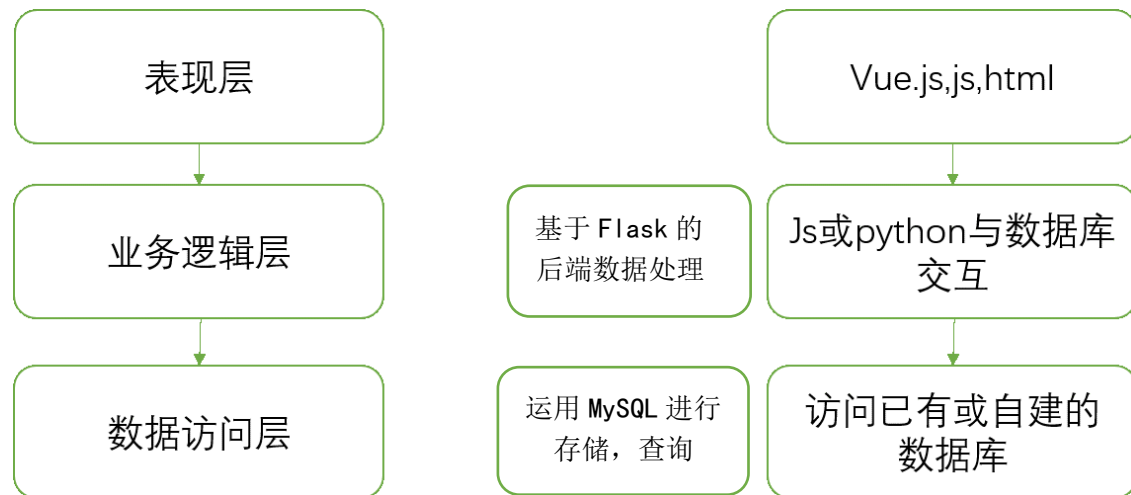 表现层
Vue.js,js,html
业务逻辑层
基于 Flask 的
后端数据处理
Js或python与数据库
交互
数据访问层
运用 MySQL 进行
存储，查询
访问已有或自建的
数据库